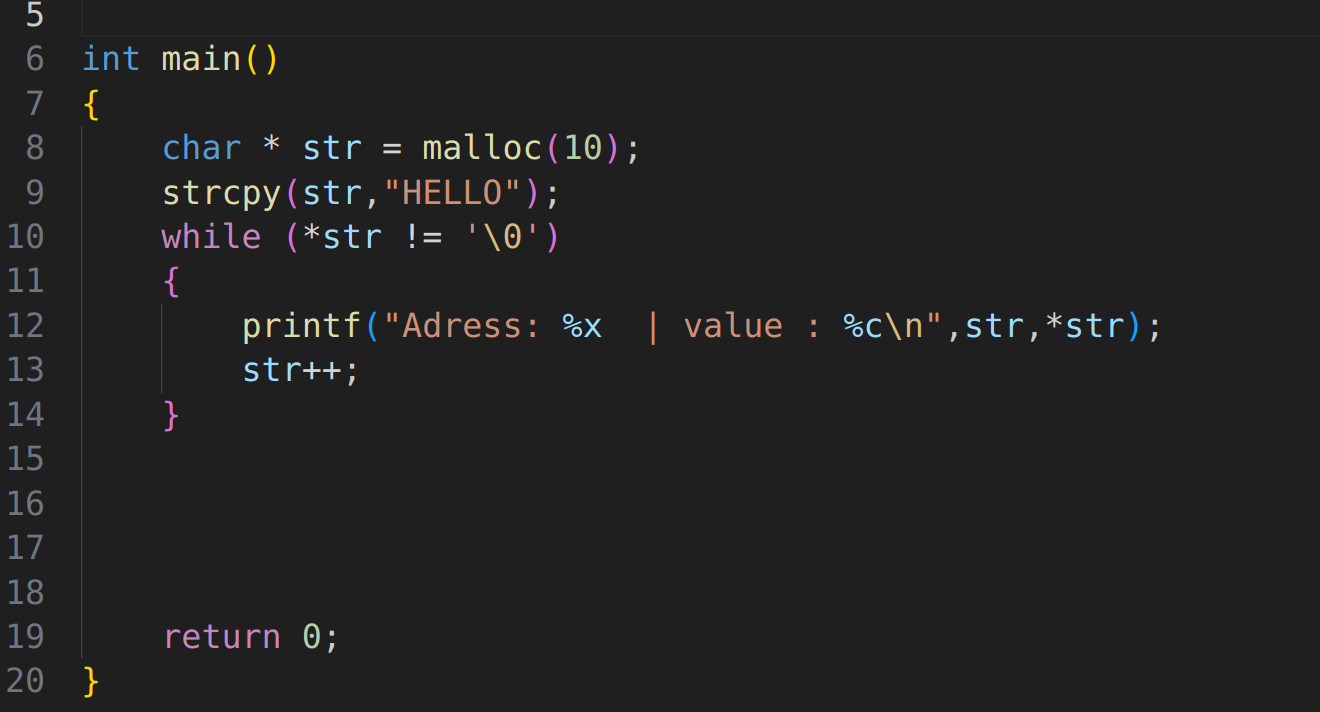 5
6 int main()
7 {
8     char * str = malloc(10);
9     strcpy(str,"HELLO");
10     while (*str != '\0')
11     {
12         printf("Adress: %x  | value : %c\n",str,*str);
13         str++;
14     }
15
16
17
18
19     return 0;
20 }